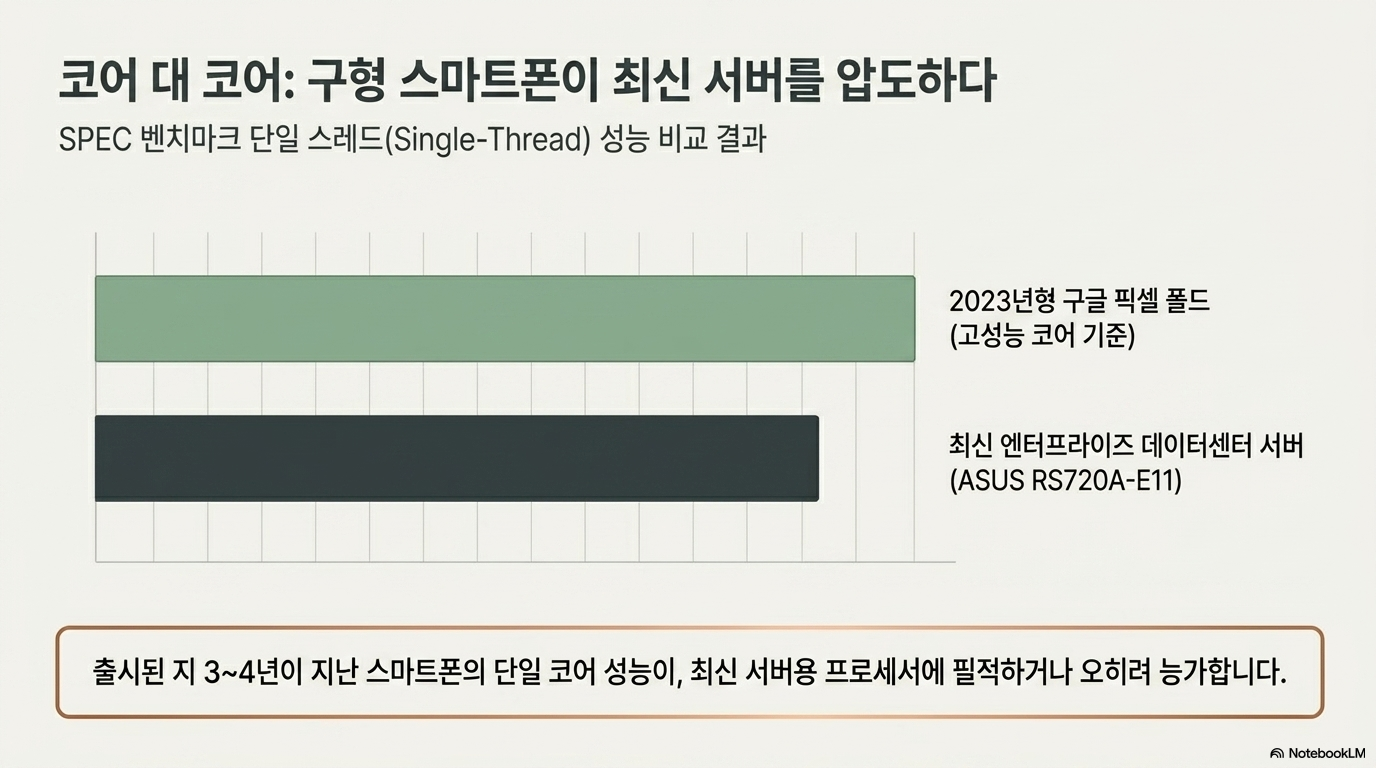 코어 대 코어: 구형 스마트폰이 최신 서버를 압도하다
SPEC 벤치마크 단일 스레드(Single-Thread) 성능 비교 결과
2023년형 구글 픽셀 폴드
(고성능 코어 기준)
최신 엔터프라이즈 데이터센터 서버
(ASUS RS720A-E11)
출시된 지 3~4년이 지난 스마트폰의 단일 코어 성능이, 최신 서버용 프로세서에 필적하거나 오히려 능가합니다.
NotebookLM